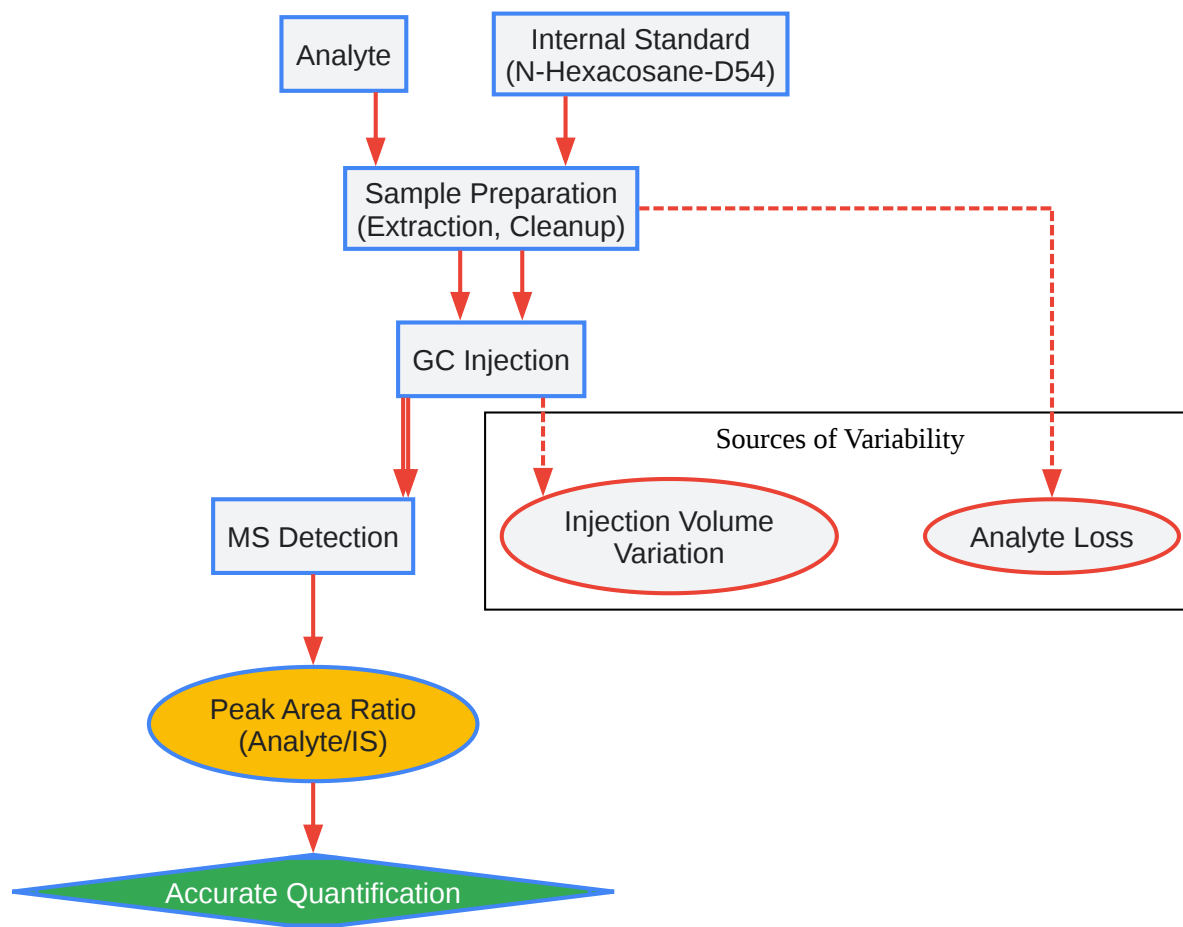 Analyte
Internal Standard
(N-Hexacosane-D54)
Sample Preparation
(Extraction, Cleanup)
GC Injection
Sources of Variability
MS Detection
Injection Volume
Variation
Analyte Loss
Peak Area Ratio
(Analyte/IS)
Accurate Quantification